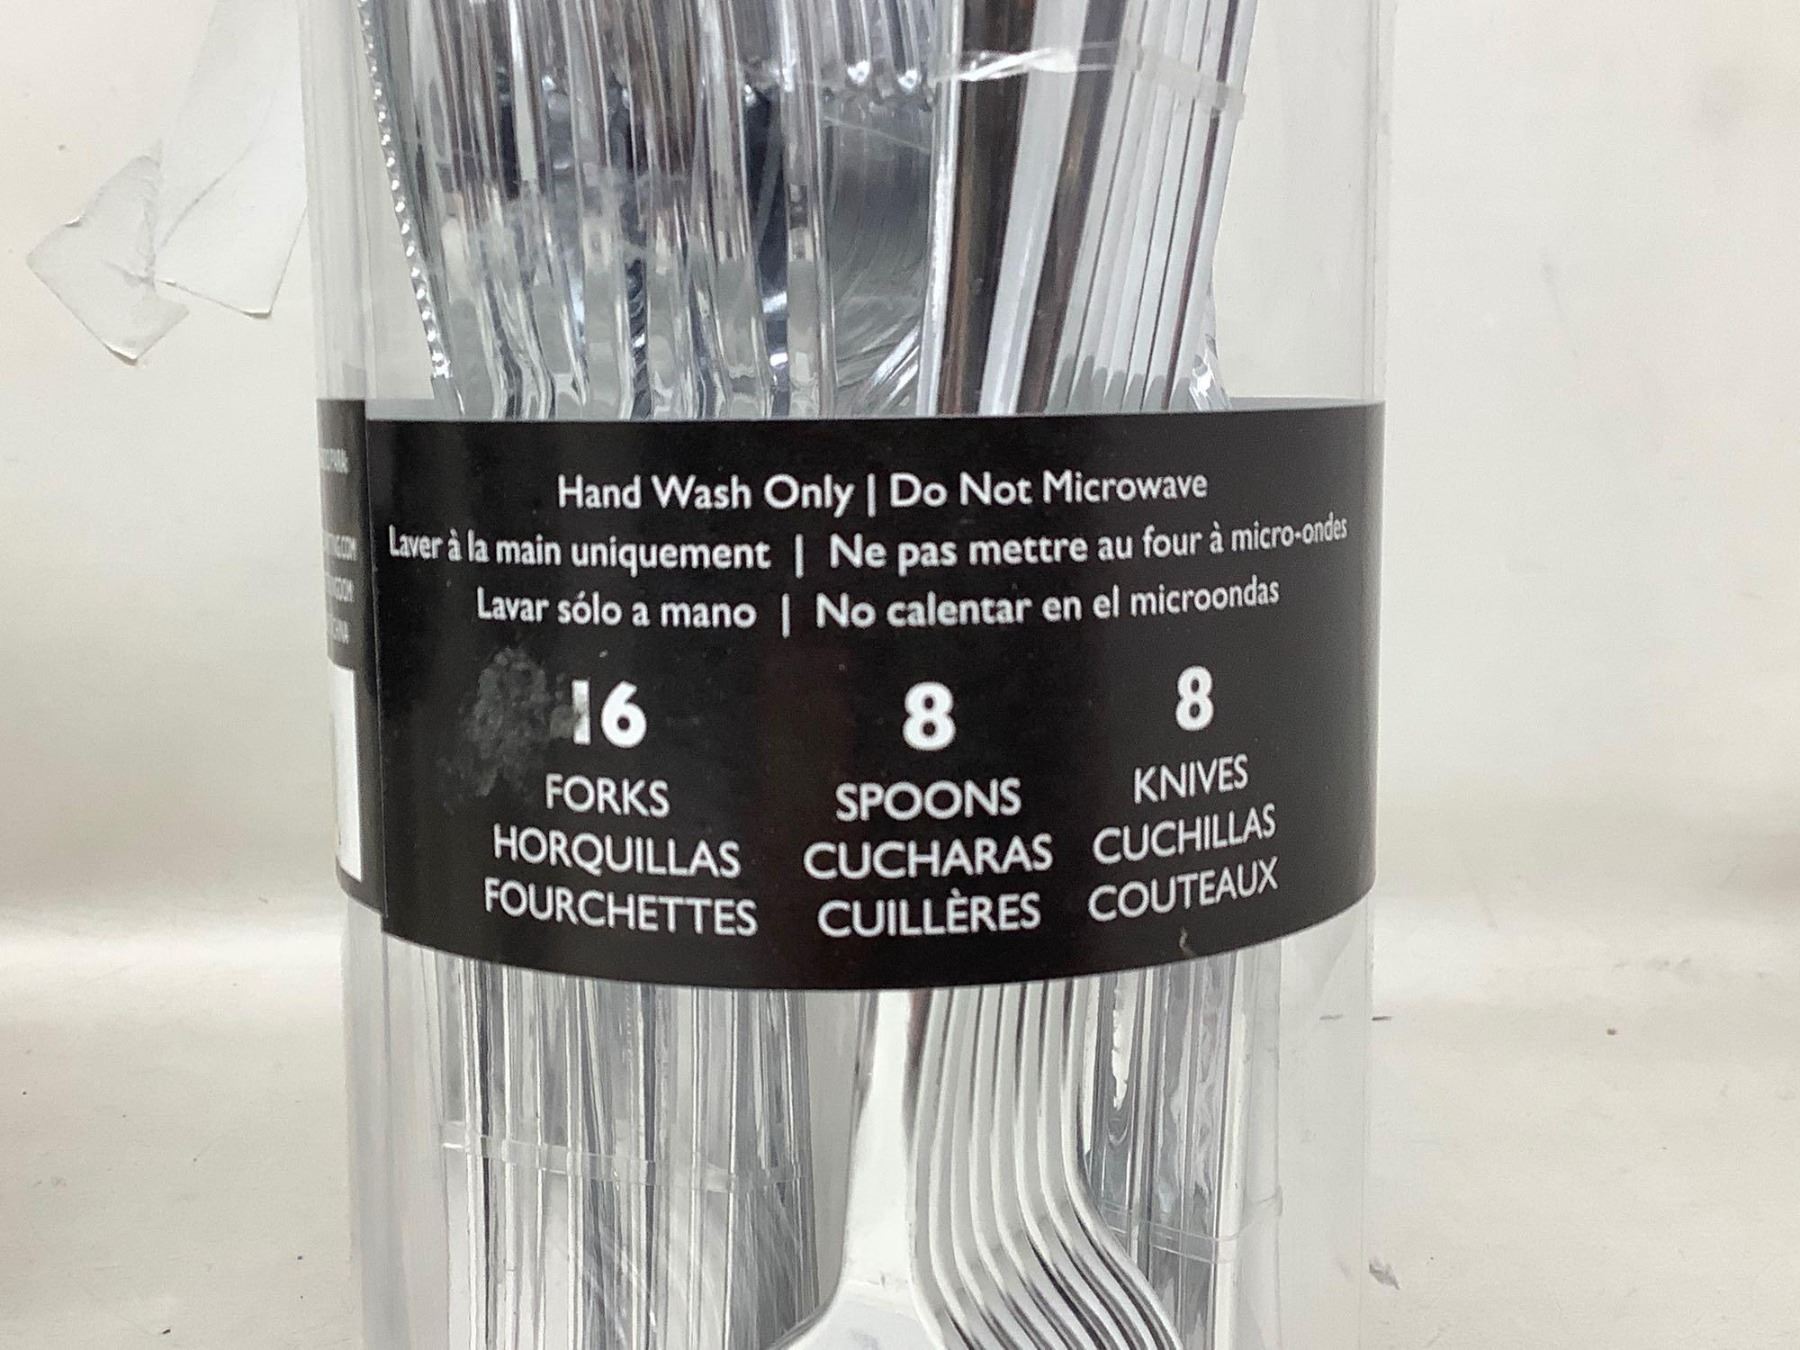 Hand Wash Only | Do Not Microwave
Laver à la main uniquement | Ne pas mettre au four à micro-ondes
Lavar sólo a mano | No calentar en el microondas
16 8 8
FORKS SPOONS KNIVES
HORQUILLAS CUCHARAS CUCHILLAS
FOURCHETTES CUILLÈRES COUTEAUX